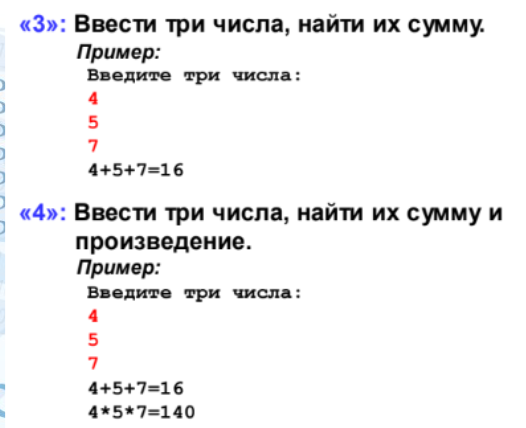 «3»: Ввести три числа, найти их сумму.
Пример:
Введите три числа:
4
5
7
4+5+7=16
«4»: Ввести три числа, найти их сумму и
произведение.
Пример:
Введите три числа:
4
5
7
4+5+7=16
4*5*7=140